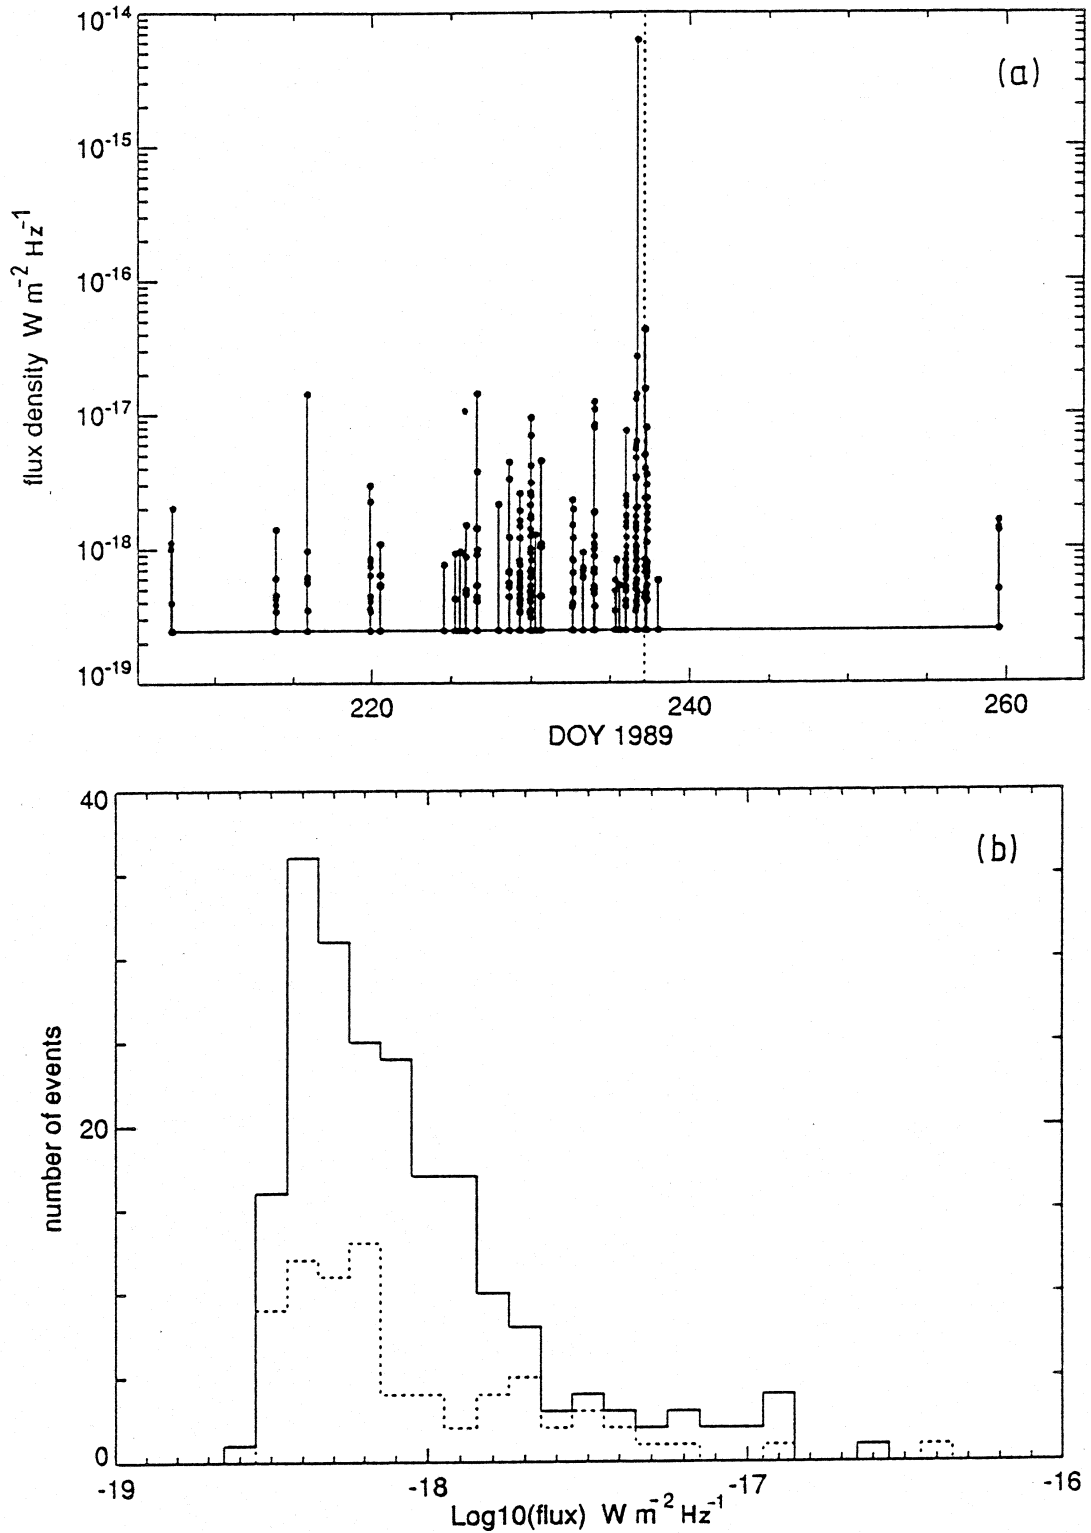 (a)
10-14
10-15
10-16
10-17
10-18
10-19
flux density W m-2 Hz-1
220
240
260
DOY 1989
(b)
40
20
0
number of events
-19
-18
-17
-16
Log10(flux) W m-2 Hz-1